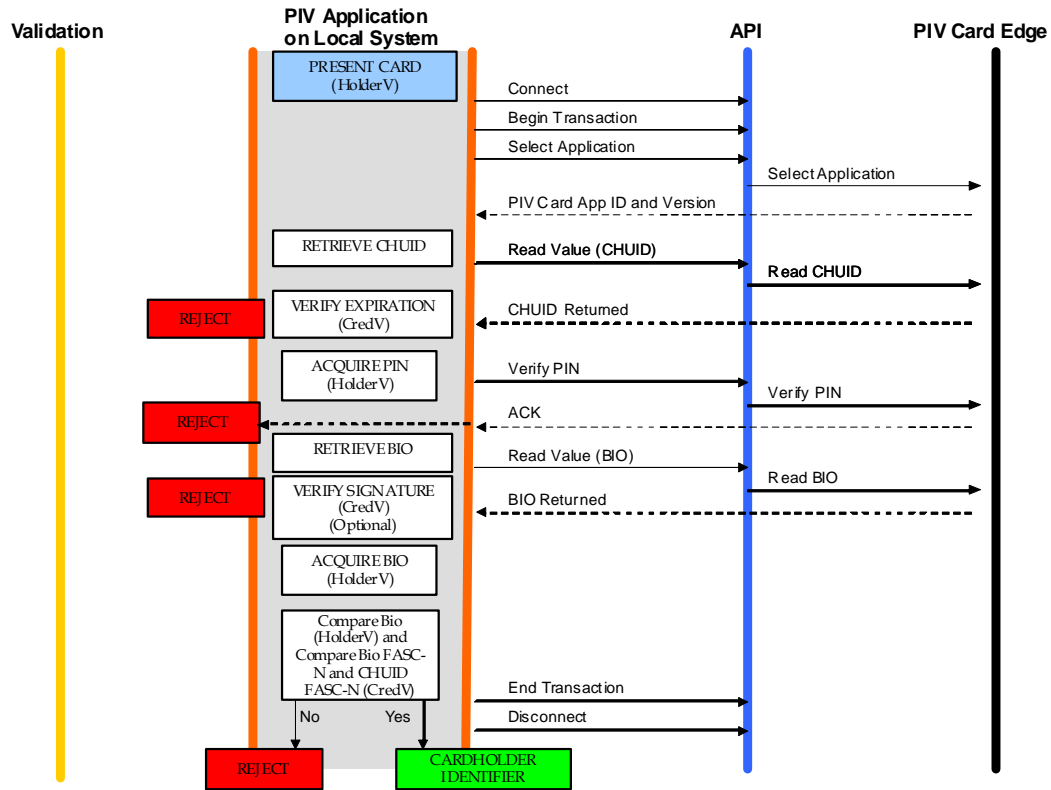 Validation
PIV Application
on Local System
API
PIV Card Edge
PRESENT CARD
(HolderV)
Connect
Begin Transaction
Select Application
Select Application
PIV Card App ID and Version
RETRIEVE CHUID
Read Value (CHUID)
Read CHUID
REJECT
VERIFY EXPIRATION
(CredV)
CHUID Returned
ACQUIRE PIN
(HolderV)
Verify PIN
Verify PIN
REJECT
ACK
RETRIEVE BIO
Read Value (BIO)
Read BIO
REJECT
VERIFY SIGNATURE
(CredV)
(Optional)
BIO Returned
ACQUIRE BIO
(HolderV)
Compare Bio
(HolderV) and
Compare Bio FASC-
N and CHUID
FASC-N (CredV)
End Transaction
No
Yes
Disconnect
REJECT
CARDHOLDER
IDENTIFIER